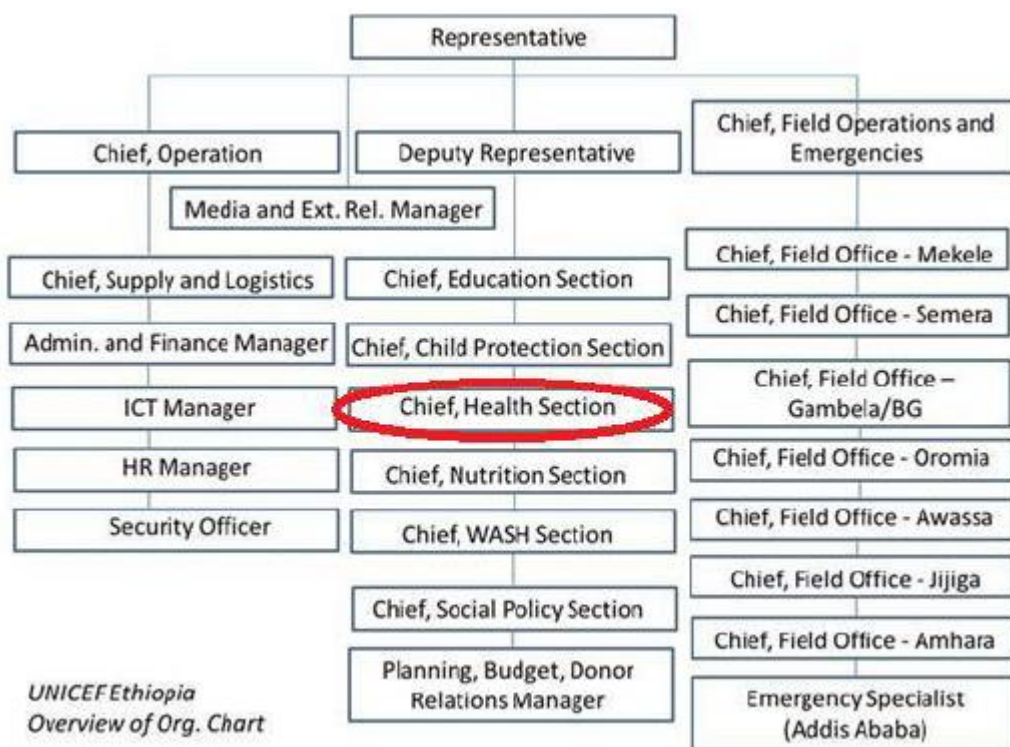 Representative
Chief, Operation
Deputy Representative
Chief, Field Operations and
Emergencies
Media and Ext. Rel. Manager
Chief, Supply and Logistics
Admin. and Finance Manager
ICT Manager
HR Manager
Security Officer
Chief, Education Section
Chief, Child Protection Section
Chief, Health Section
Chief, Nutrition Section
Chief, WASH Section
Chief, Social Policy Section
Planning, Budget, Donor
Relations Manager
Chief, Field Office - Mekele
Chief, Field Office - Semera
Chief, Field Office –
Gambela/BG
Chief, Field Office - Oromia
Chief, Field Office - Awassa
Chief, Field Office - Jijiga
Chief, Field Office - Amhara
Emergency Specialist
(Addis Ababa)
UNICEF Ethiopia
Overview of Org. Chart